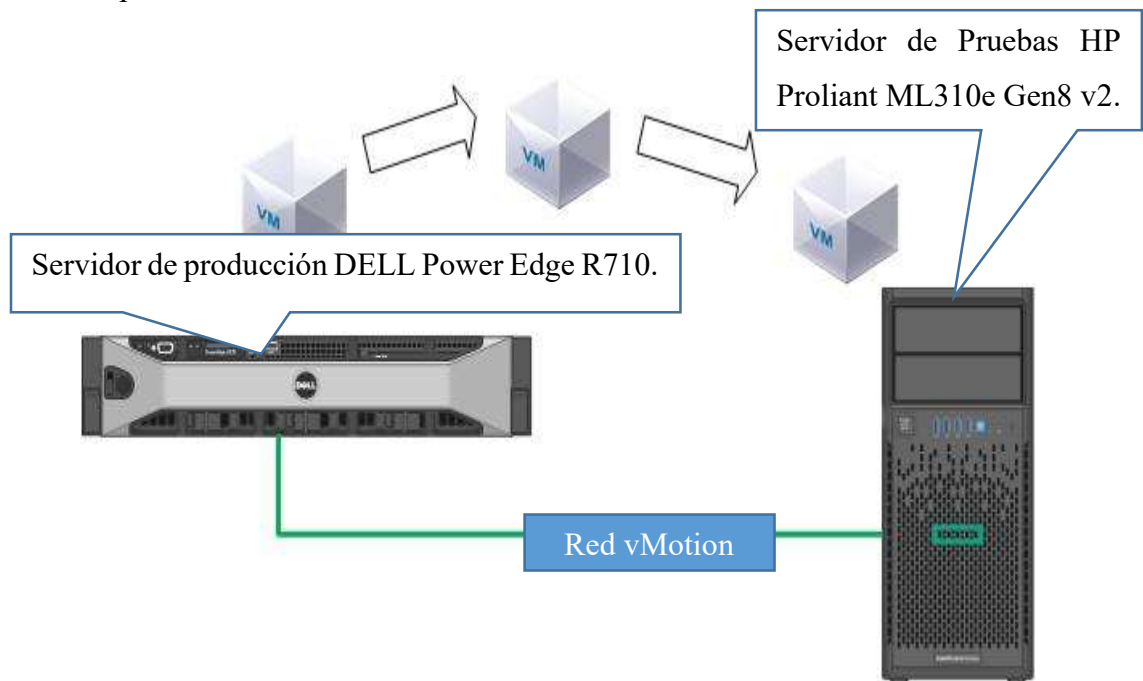 Servidor de Pruebas HP
Proliant ML310e Gen8 v2.
VM
VM
VM
Servidor de producción DELL Power Edge R710.
DELL
Red vMotion